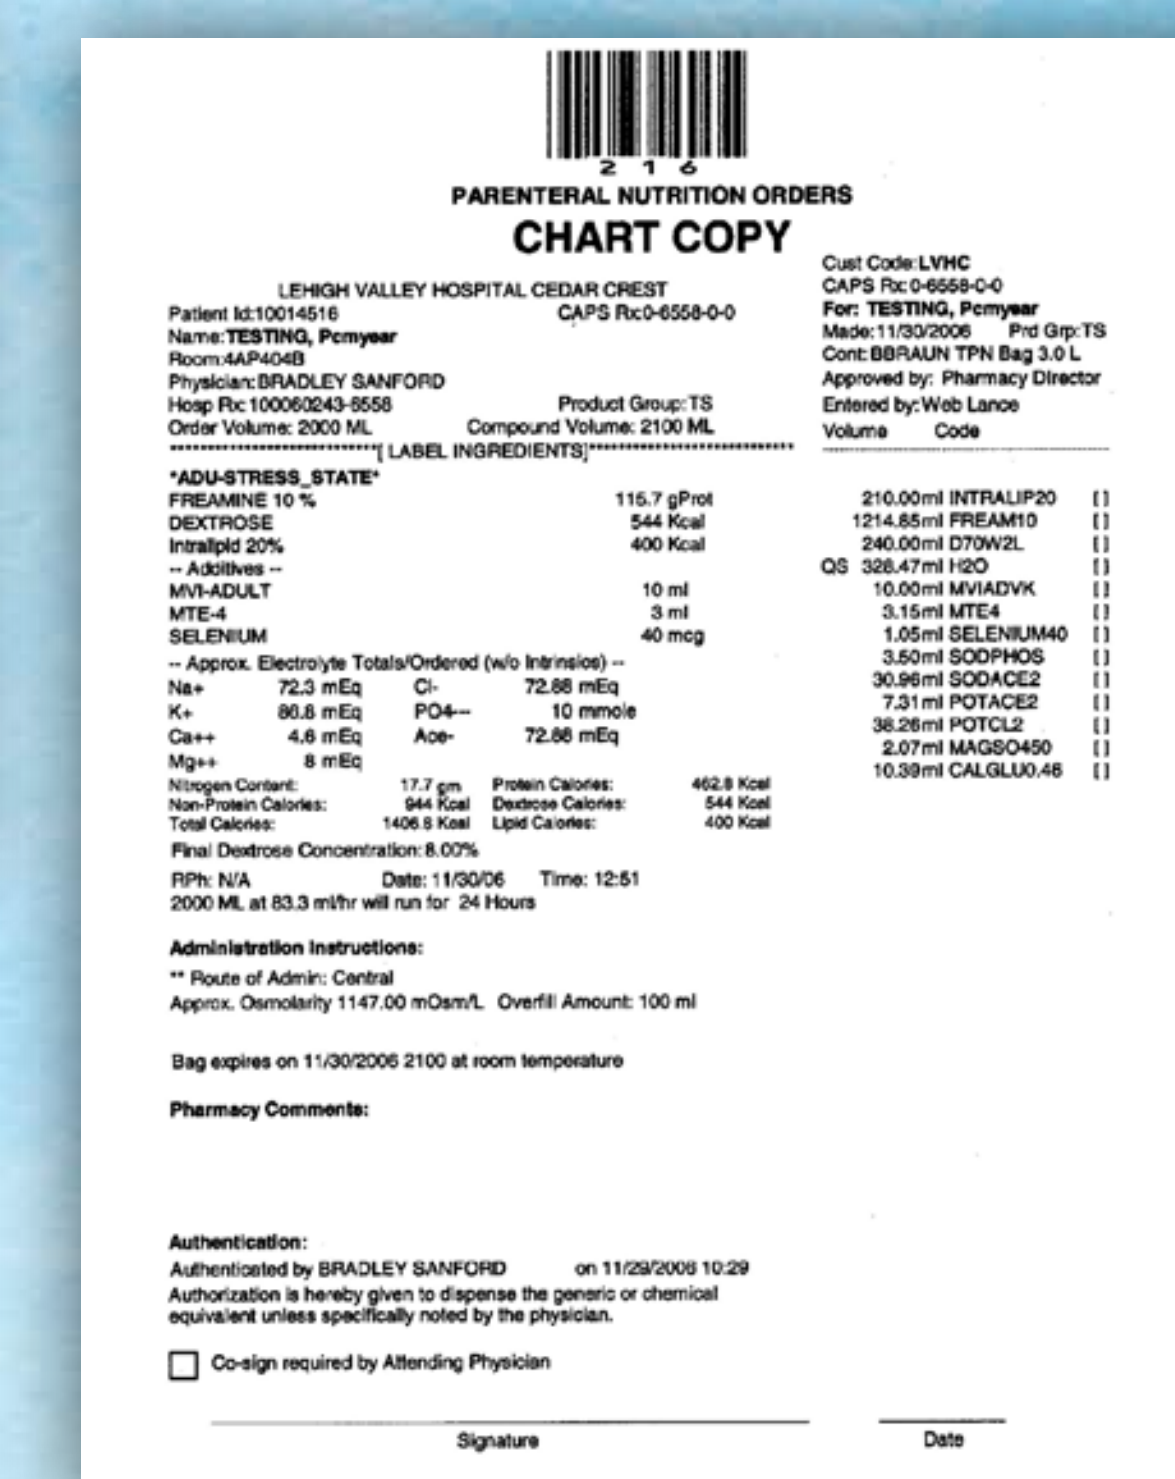 2 1 6
PARENTERAL NUTRITION ORDERS
CHART COPY
LEHIGH VALLEY HOSPITAL CEDAR CREST
Patient Id:10014516 CAPS Rx:0-6558-0-0
Name:TESTING, Pcmyear
Room:4AP404B
Physician:BRADLEY SANFORD
Hosp Rx:100060243-6558 Product Group:TS
Order Volume: 2000 ML Compound Volume: 2100 ML
Cust Code:LVHC
CAPS Rx:0-6558-0-0
For: TESTING, Pcmyear
Made:11/30/2006 Prd Grp:TS
Cont:BBRAUN TPN Bag 3.0 L
Approved by: Pharmacy Director
Entered by:Web Lance
Volume Code
[ LABEL INGREDIENTS]
*ADU-STRESS_STATE*
FREAMINE 10 % 115.7 gProt
DEXTROSE 544 Kcal
Intralipid 20% 400 Kcal
-- Additives --
MVI-ADULT 10 ml
MTE-4 3 ml
SELENIUM 40 mcg
-- Approx. Electrolyte Totals/Ordered (w/o Intrinsics) --
Na+ 72.3 mEq Cl- 72.88 mEq
K+ 86.8 mEq PO4--- 10 mmole
Ca++ 4.6 mEq Ace- 72.88 mEq
Mg++ 8 mEq
Nitrogen Content: 17.7 gm Protein Calories: 462.8 Kcal
Non-Protein Calories: 944 Kcal Dextrose Calories: 544 Kcal
Total Calories: 1406.8 Kcal Lipid Calories: 400 Kcal
210.00ml INTRALIP20 [ ]
1214.85ml FREAM10 [ ]
240.00ml D70W2L [ ]
QS 328.47ml H2O [ ]
10.00ml MVIADVK [ ]
3.15ml MTE4 [ ]
1.05ml SELENIUM40 [ ]
3.50ml SODPHOS [ ]
30.96ml SODACE2 [ ]
7.31ml POTACE2 [ ]
38.26ml POTCL2 [ ]
2.07ml MAGSO450 [ ]
10.39ml CALGLU0.46 [ ]
Final Dextrose Concentration: 8.00%
RPh: N/A Date: 11/30/06 Time: 12:51
2000 ML at 83.3 ml/hr will run for 24 Hours
Administration Instructions:
** Route of Admin: Central
Approx. Osmolarity 1147.00 mOsm/L Overfill Amount: 100 ml
Bag expires on 11/30/2006 2100 at room temperature
Pharmacy Comments:
Authentication:
Authenticated by BRADLEY SANFORD on 11/29/2006 10:29
Authorization is hereby given to dispense the generic or chemical
equivalent unless specifically noted by the physician.
Co-sign required by Attending Physician
Signature Date